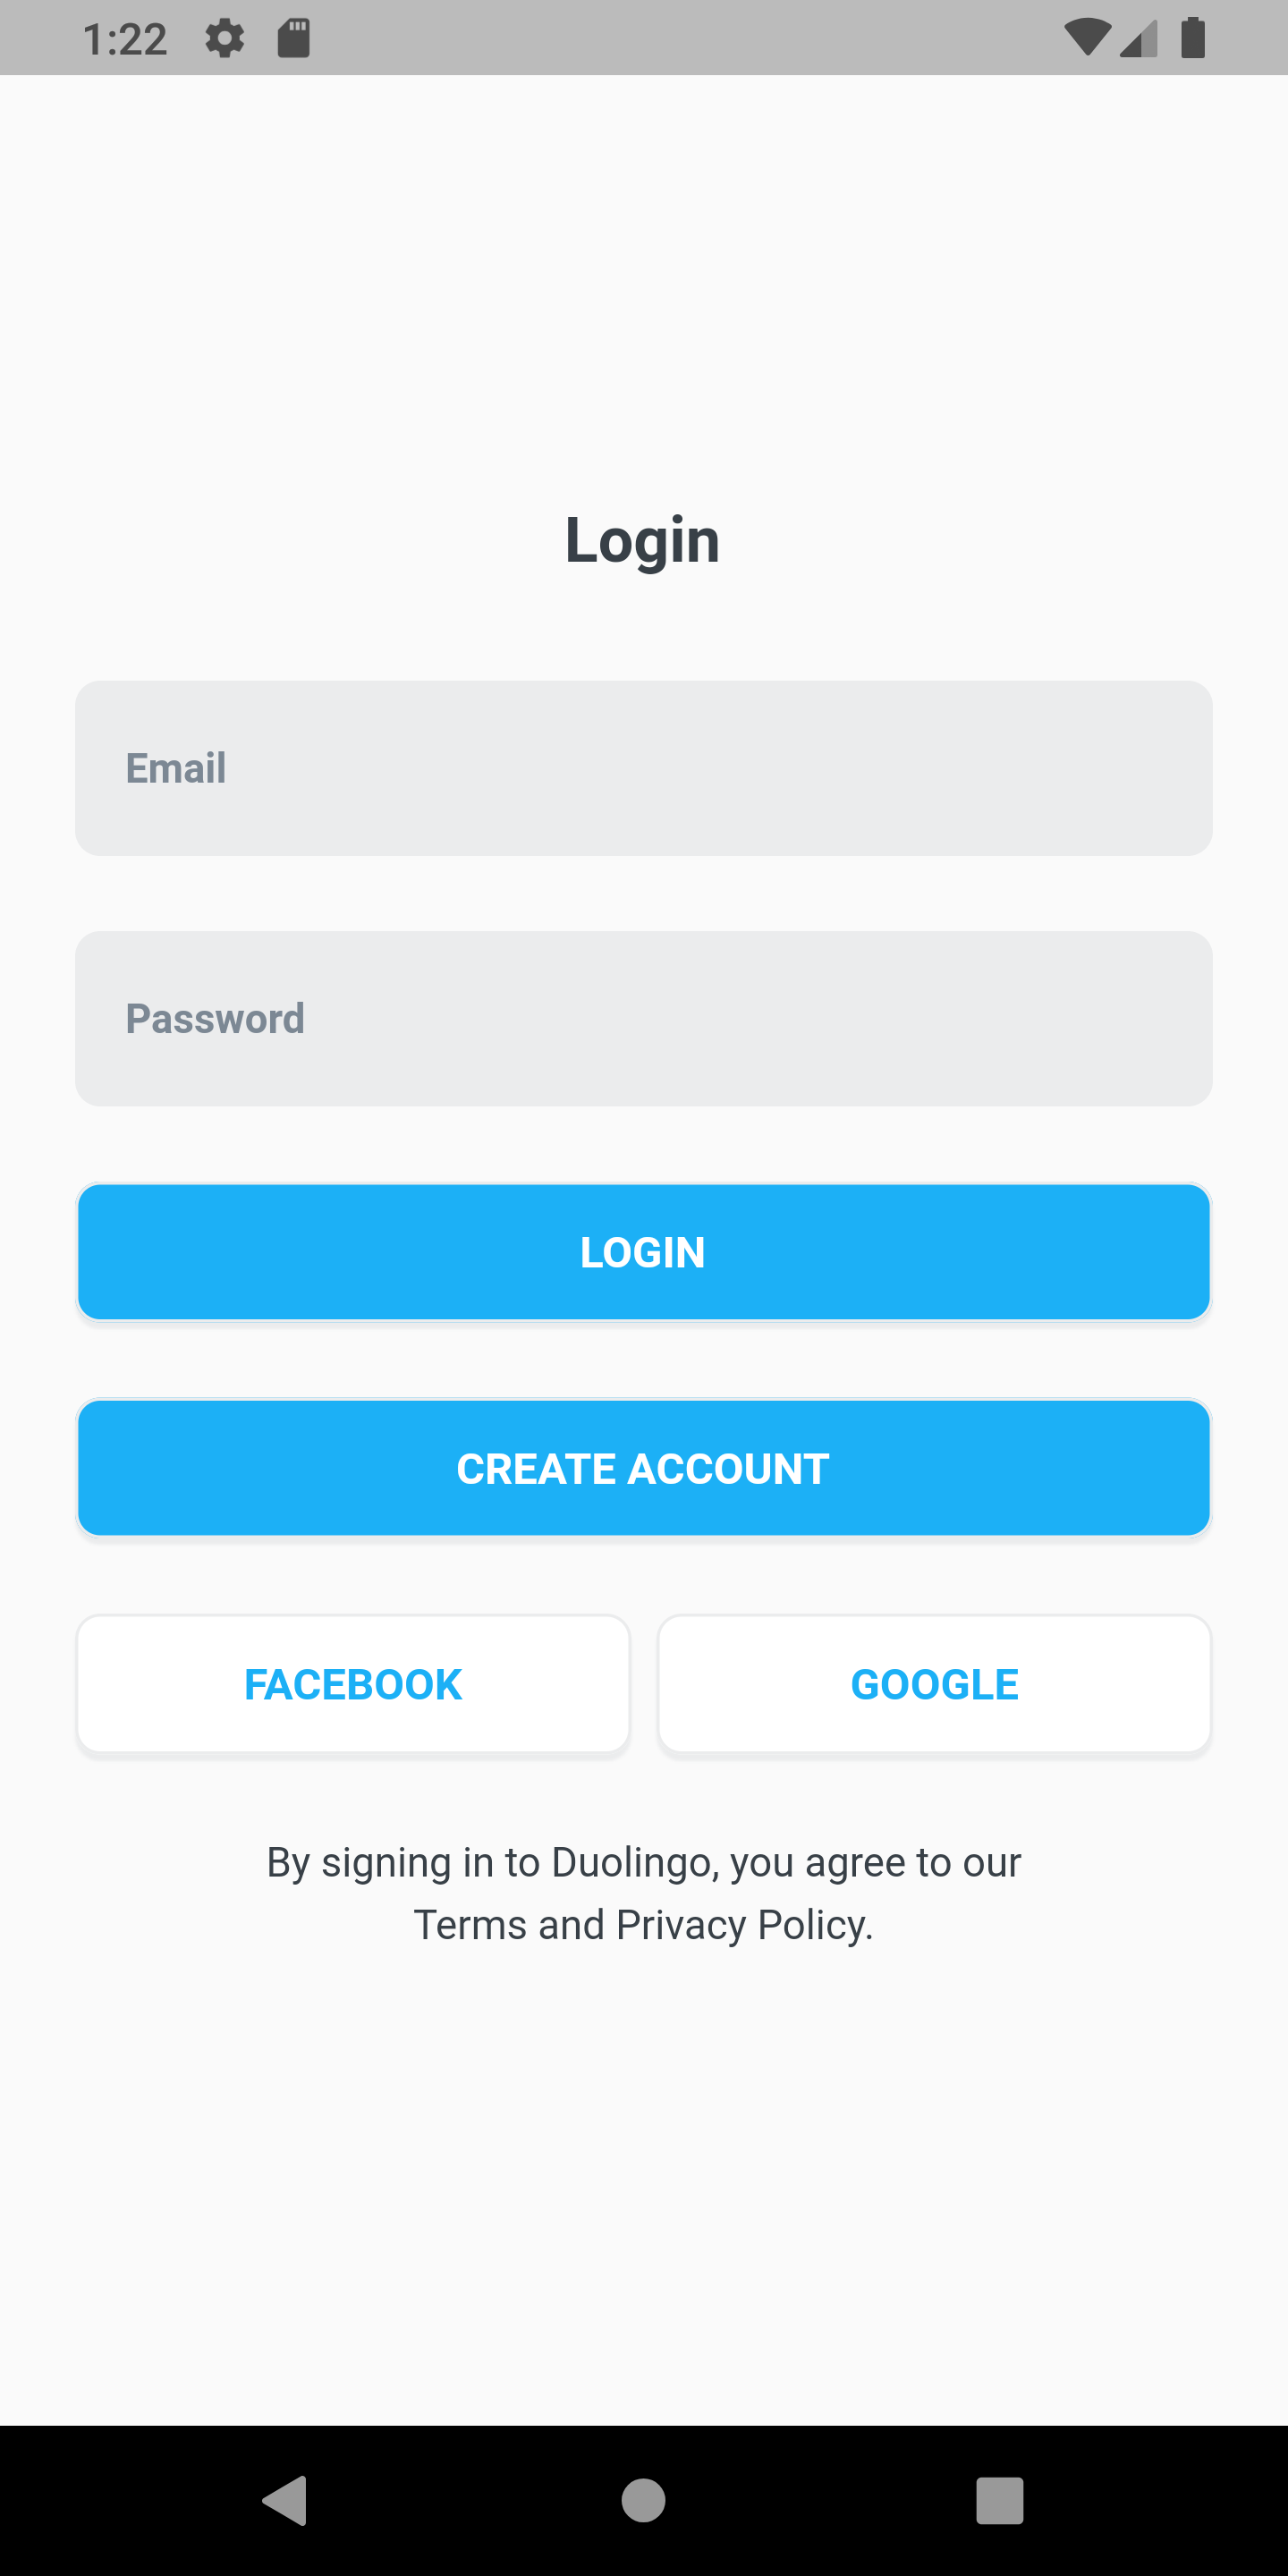 1:22
Login
Email
Password
LOGIN
CREATE ACCOUNT
FACEBOOK GOOGLE
By signing in to Duolingo, you agree to our
Terms and Privacy Policy.